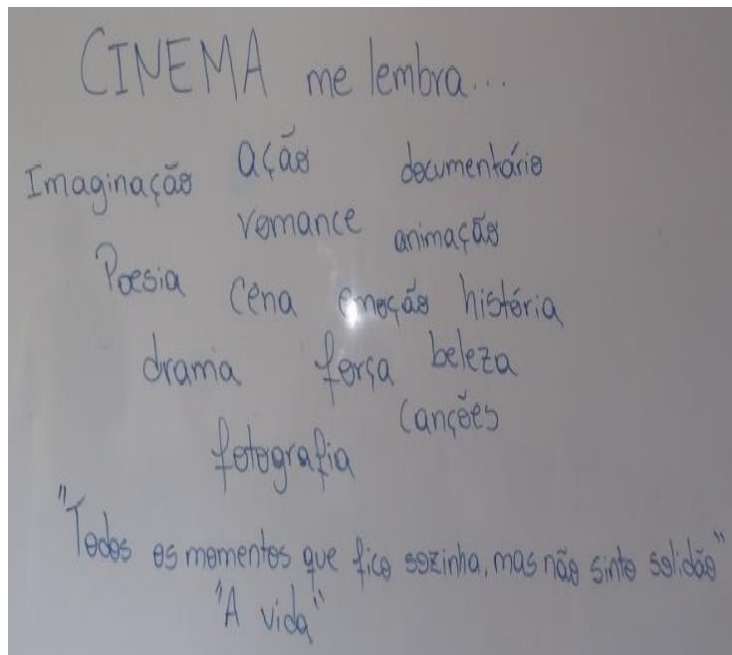 CINEMA me lembra...
Imaginação ação documentário
romance animação
Poesia cena emoção história
drama força beleza
canções
fotografia
"Todos os momentos que fico sozinha, mas não sinto solidão"
"A vida"